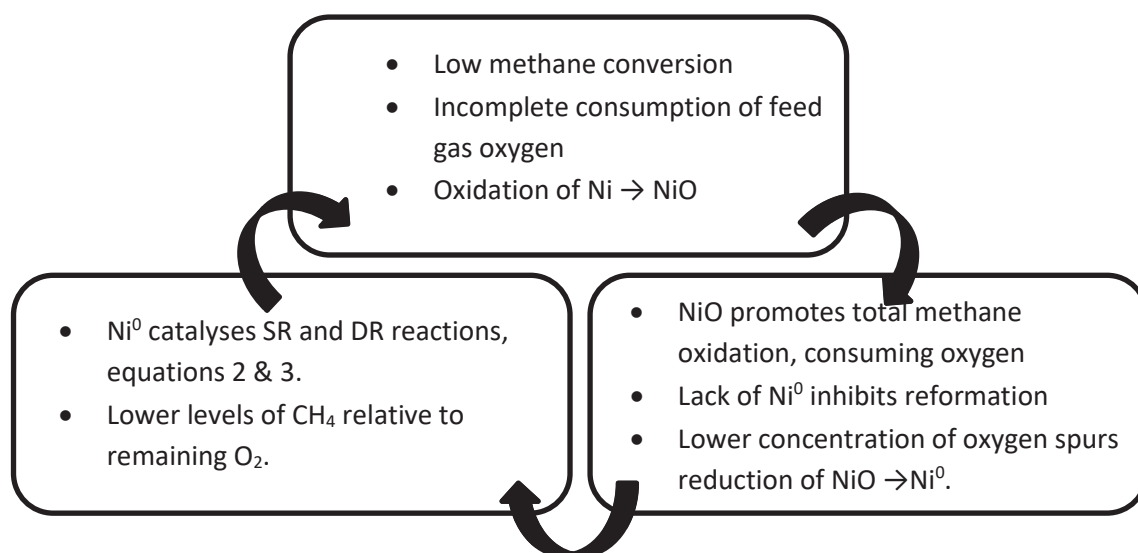 • Low methane conversion
• Incomplete consumption of feed
gas oxygen
• Oxidation of Ni → NiO
• Ni⁰ catalyses SR and DR reactions,
equations 2 & 3.
• Lower levels of CH₄ relative to
remaining O₂.
• NiO promotes total methane
oxidation, consuming oxygen
• Lack of Ni⁰ inhibits reformation
• Lower concentration of oxygen spurs
reduction of NiO →Ni⁰.